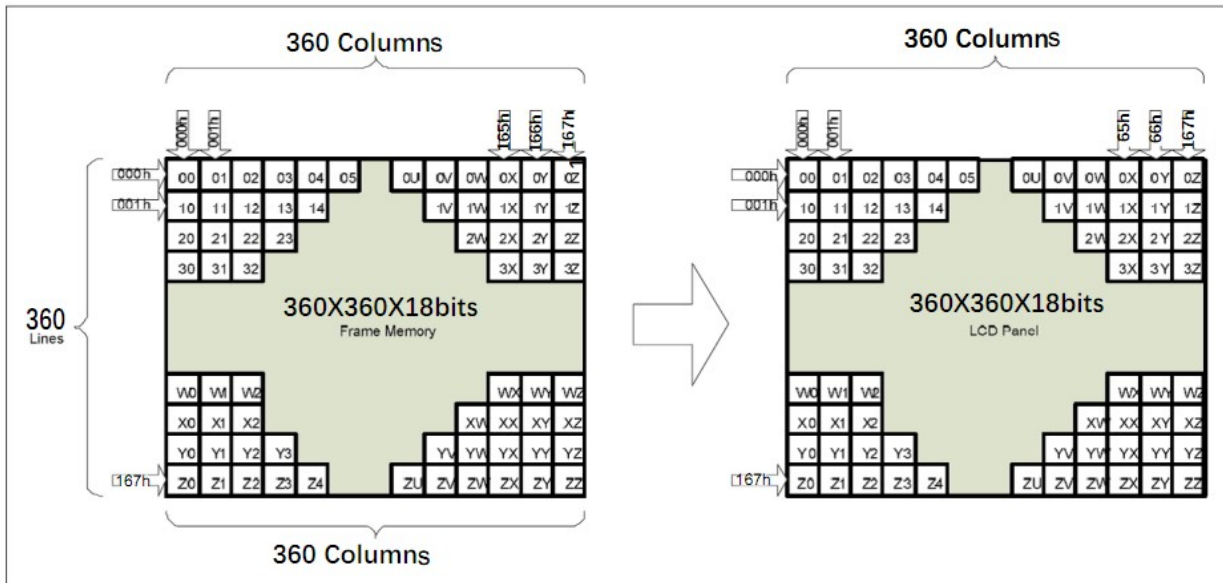 360 Columns 360 Columns
000h 001h 165h 166h 167h 000h 001h 65h 66h 167h
000h 00 01 02 03 04 05 0U 0V 0W 0X 0Y 0Z 000h 00 01 02 03 04 05 0U 0V 0W 0X 0Y 0Z
001h 10 11 12 13 14 1V 1W 1X 1Y 1Z 001h 10 11 12 13 14 1V 1W 1X 1Y 1Z
20 21 22 23 2W 2X 2Y 2Z 20 21 22 23 2W 2X 2Y 2Z
30 31 32 3X 3Y 3Z 30 31 32 3X 3Y 3Z
360 Lines
360X360X18bits 360X360X18bits
Frame Memory LCD Panel
W0 W1 W2 WX WY WZ W0 W1 W2 WX WY WZ
X0 X1 X2 XW XX XY XZ X0 X1 X2 XW XX XY XZ
Y0 Y1 Y2 Y3 YV YW YX YY YZ Y0 Y1 Y2 Y3 YV YW YX YY YZ
167h Z0 Z1 Z2 Z3 Z4 ZU ZV ZW ZX ZY ZZ 167h Z0 Z1 Z2 Z3 Z4 ZU ZV ZW ZX ZY ZZ
360 Columns